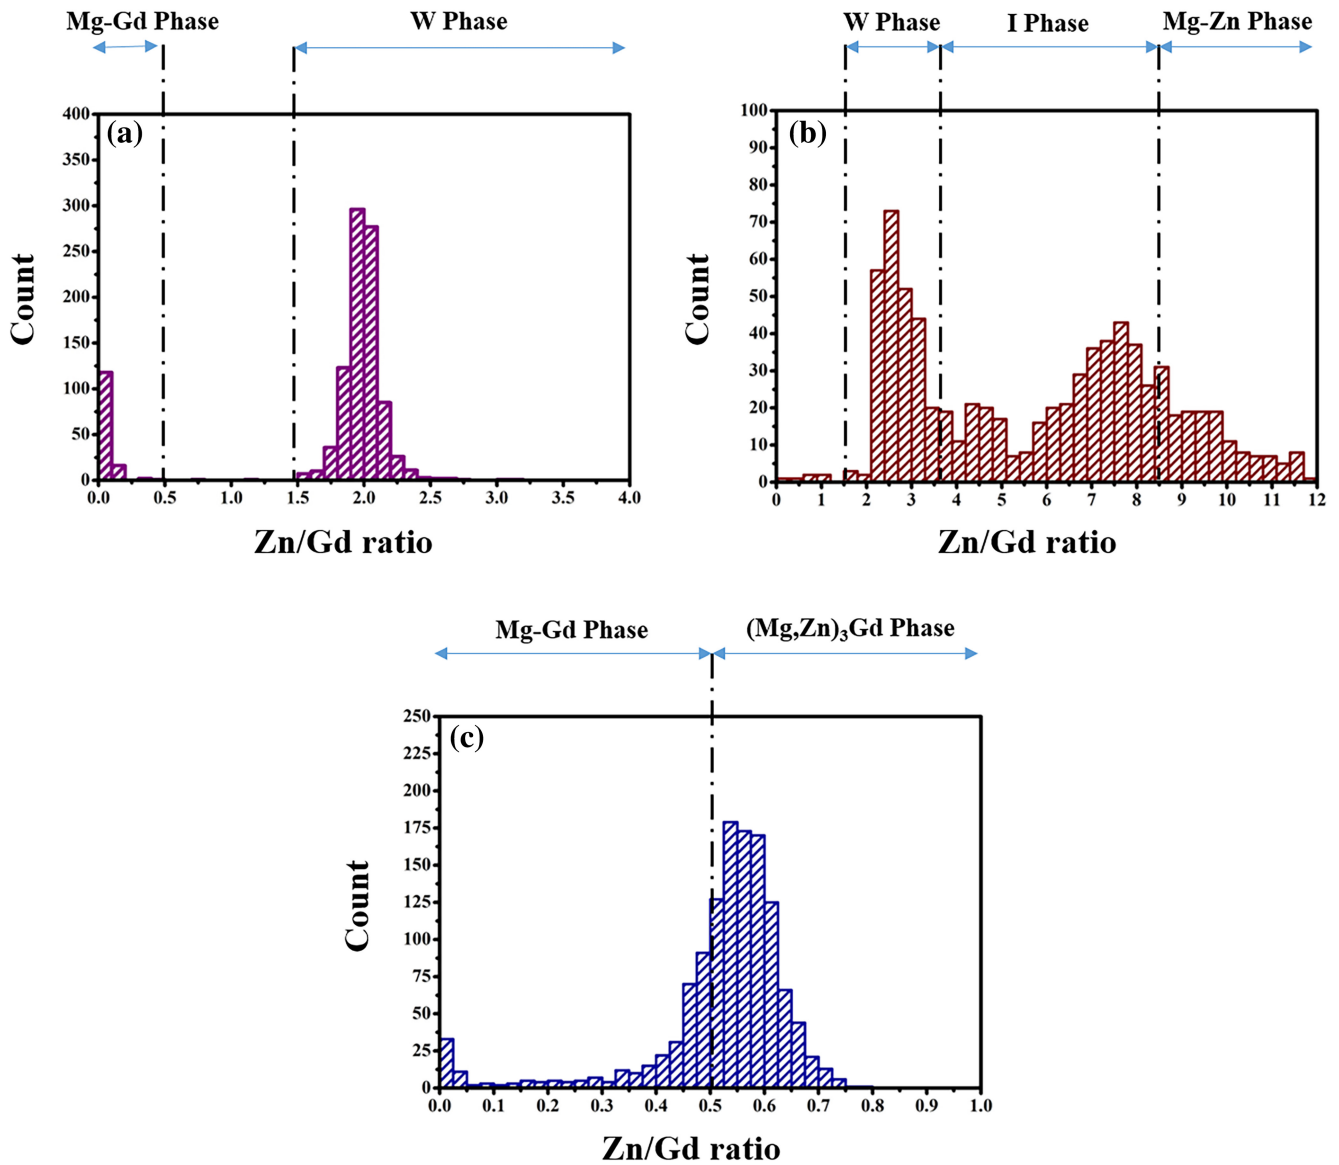 Mg-Gd Phase W Phase
(a)
400
350
300
250
200
150
100
50
0
Count
0.0 0.5 1.0 1.5 2.0 2.5 3.0 3.5 4.0
Zn/Gd ratio
W Phase I Phase Mg-Zn Phase
(b)
100
90
80
70
60
50
40
30
20
10
0
Count
0 1 2 3 4 5 6 7 8 9 10 11 12
Zn/Gd ratio
Mg-Gd Phase (Mg,Zn)₃Gd Phase
(c)
250
225
200
175
150
125
100
75
50
25
0
Count
0.0 0.1 0.2 0.3 0.4 0.5 0.6 0.7 0.8 0.9 1.0
Zn/Gd ratio